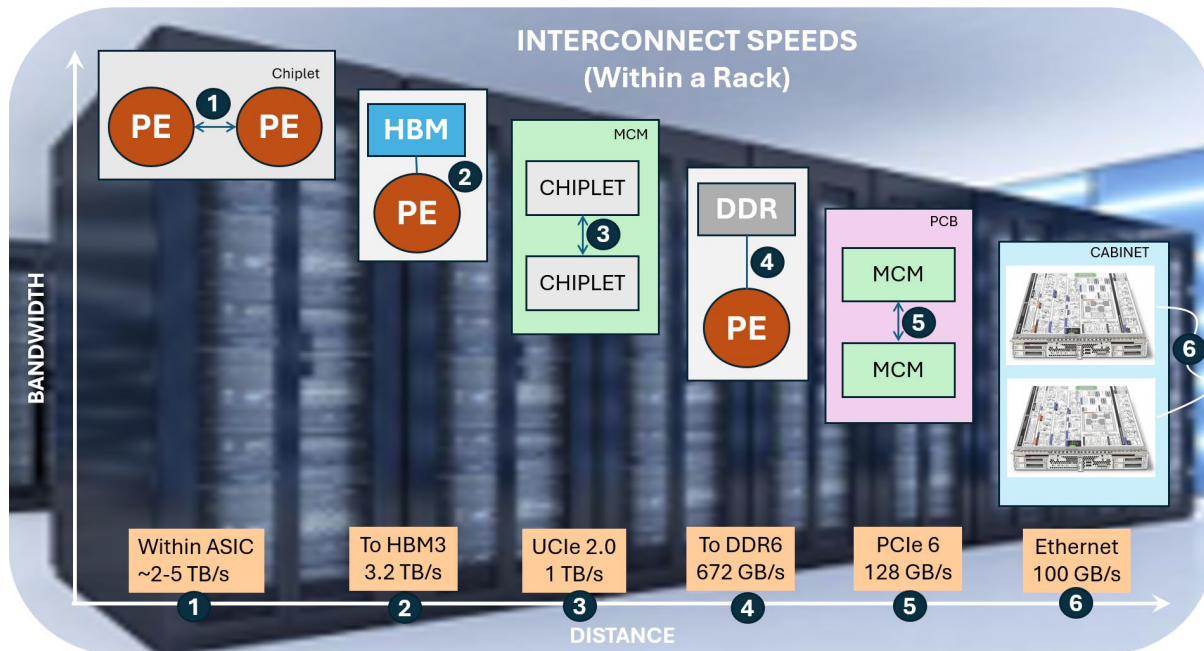 INTERCONNECT SPEEDS
(Within a Rack)
BANDWIDTH
Chiplet
PE
1
PE
HBM
2
PE
MCM
CHIPLET
3
CHIPLET
DDR
4
PE
PCB
MCM
5
MCM
CABINET
6
Within ASIC
~2-5 TB/s
1
To HBM3
3.2 TB/s
2
UCIe 2.0
1 TB/s
3
To DDR6
672 GB/s
4
PCIe 6
128 GB/s
5
Ethernet
100 GB/s
6
DISTANCE